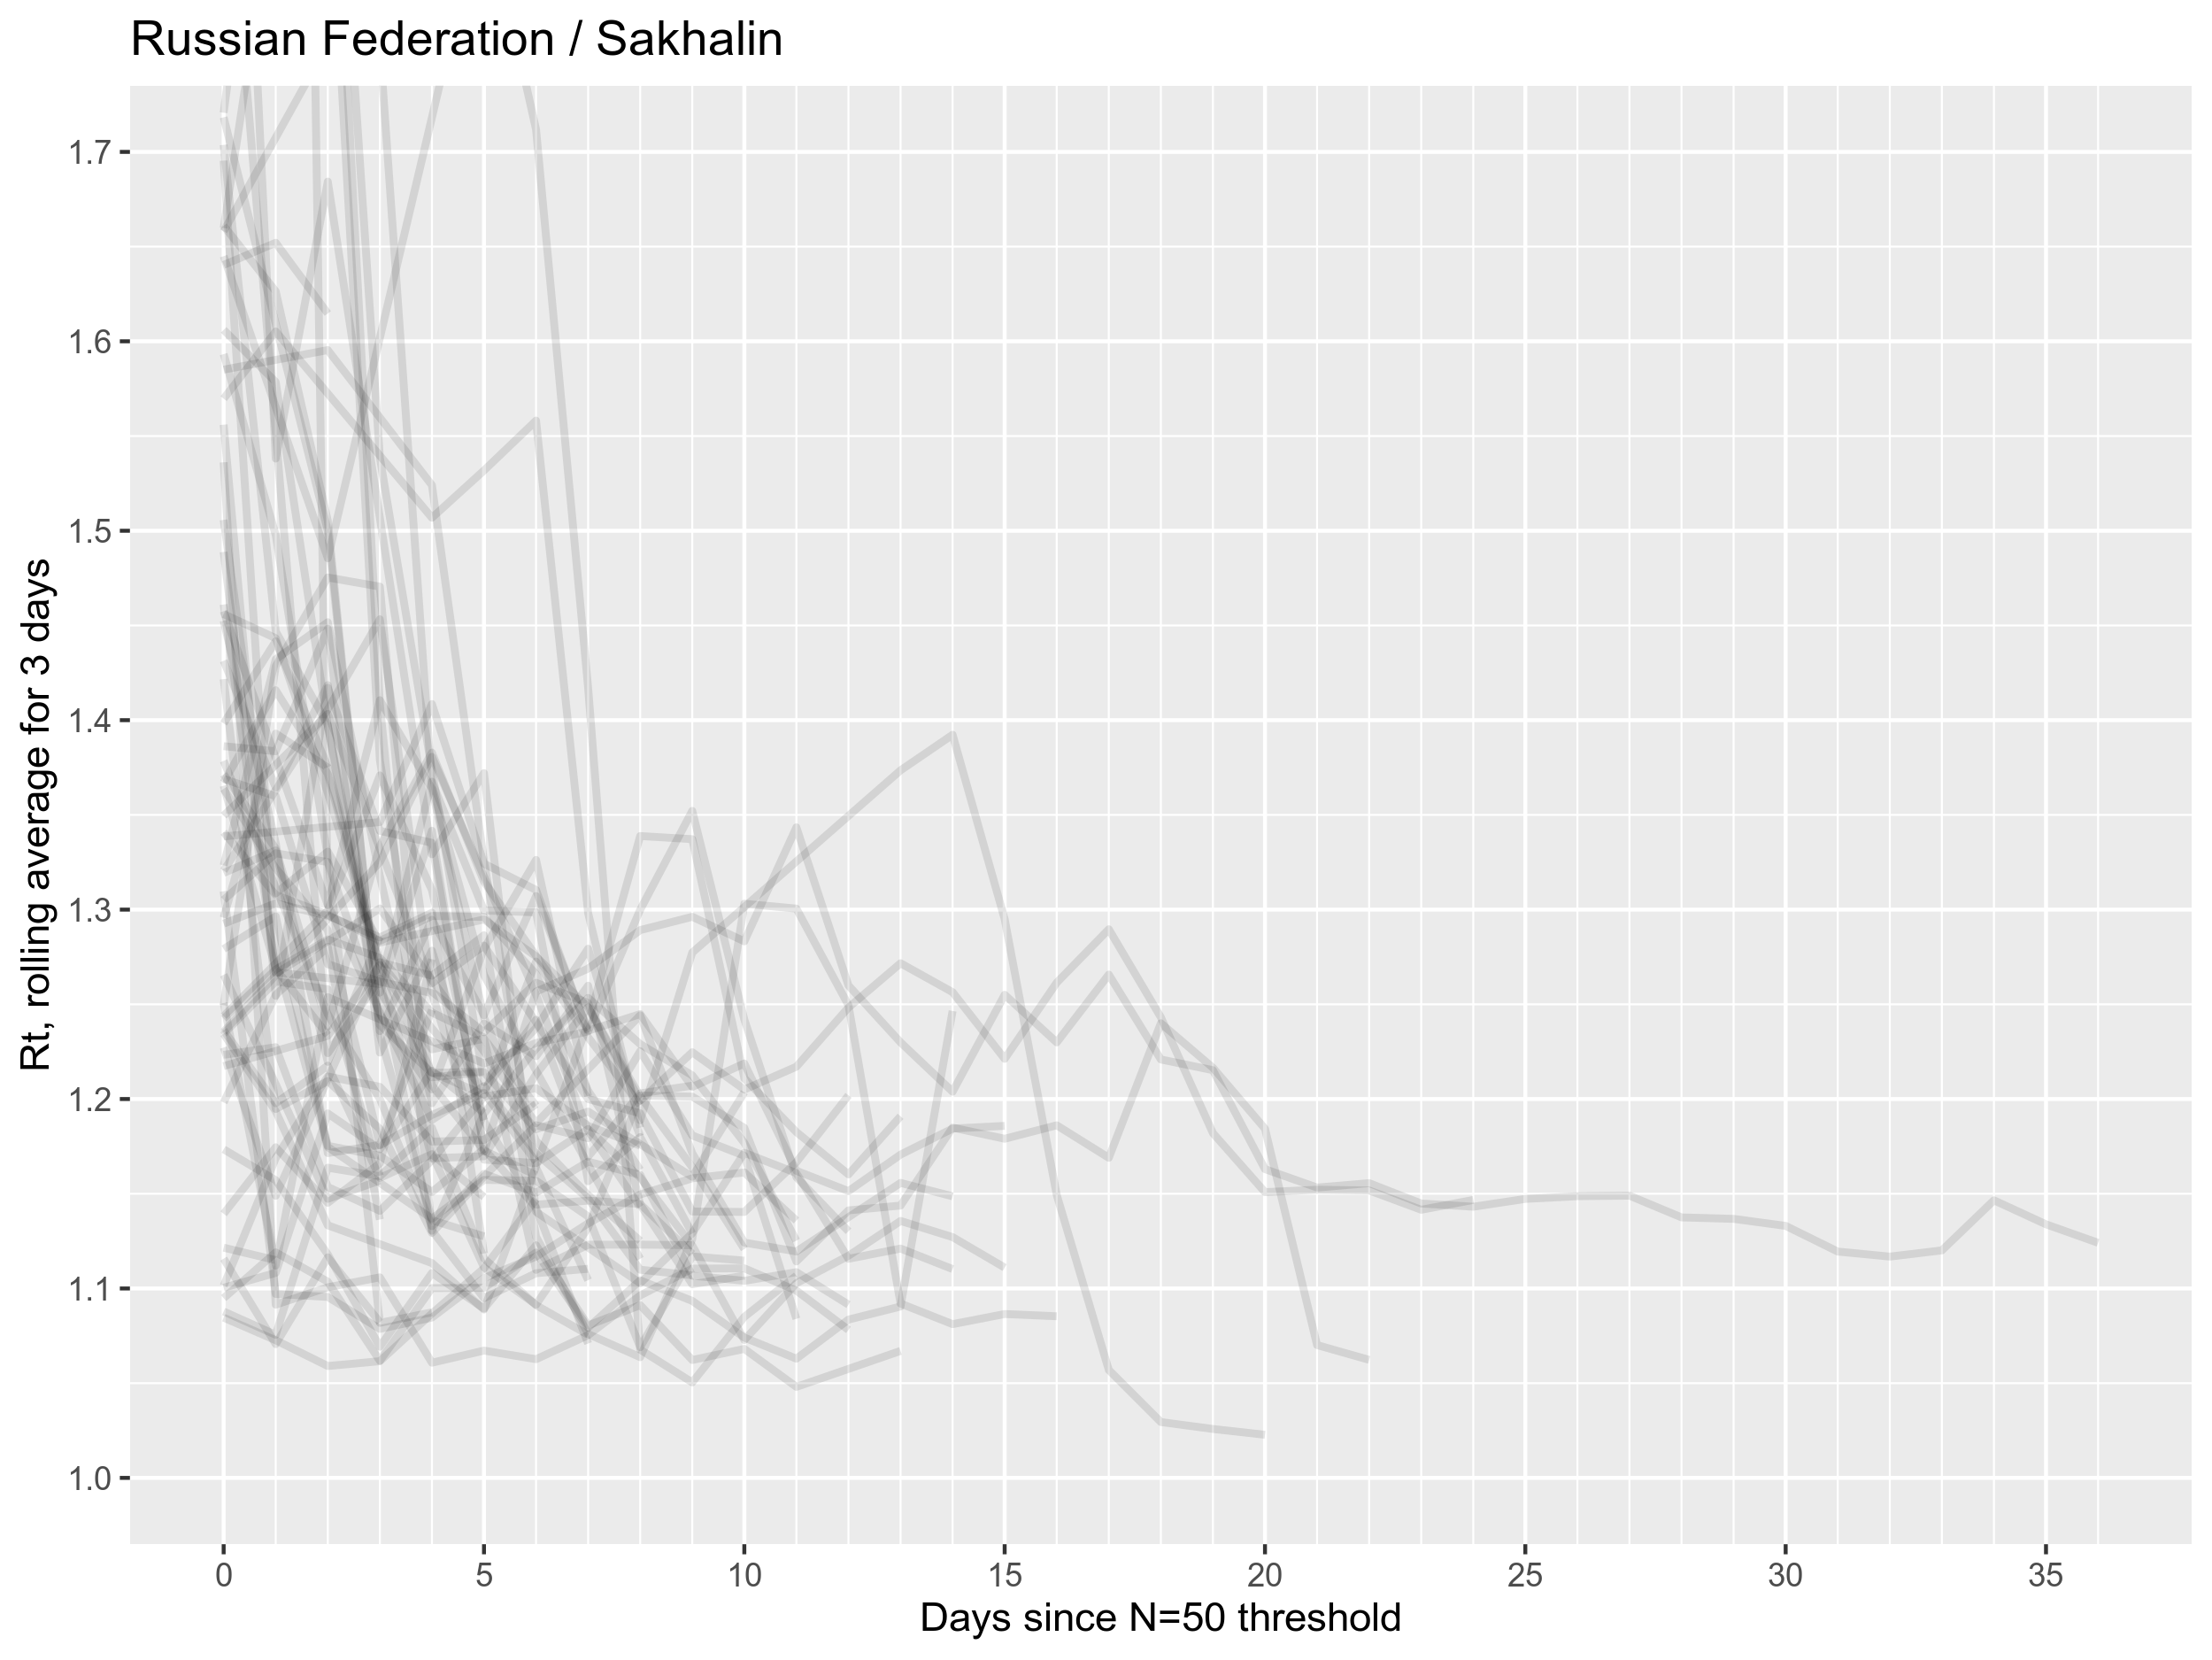 Russian Federation / Sakhalin
1.7
1.6
1.5
1.4
1.3
1.2
1.1
1.0
Rt, rolling average for 3 days
0 5 10 15 20 25 30 35
Days since N=50 threshold